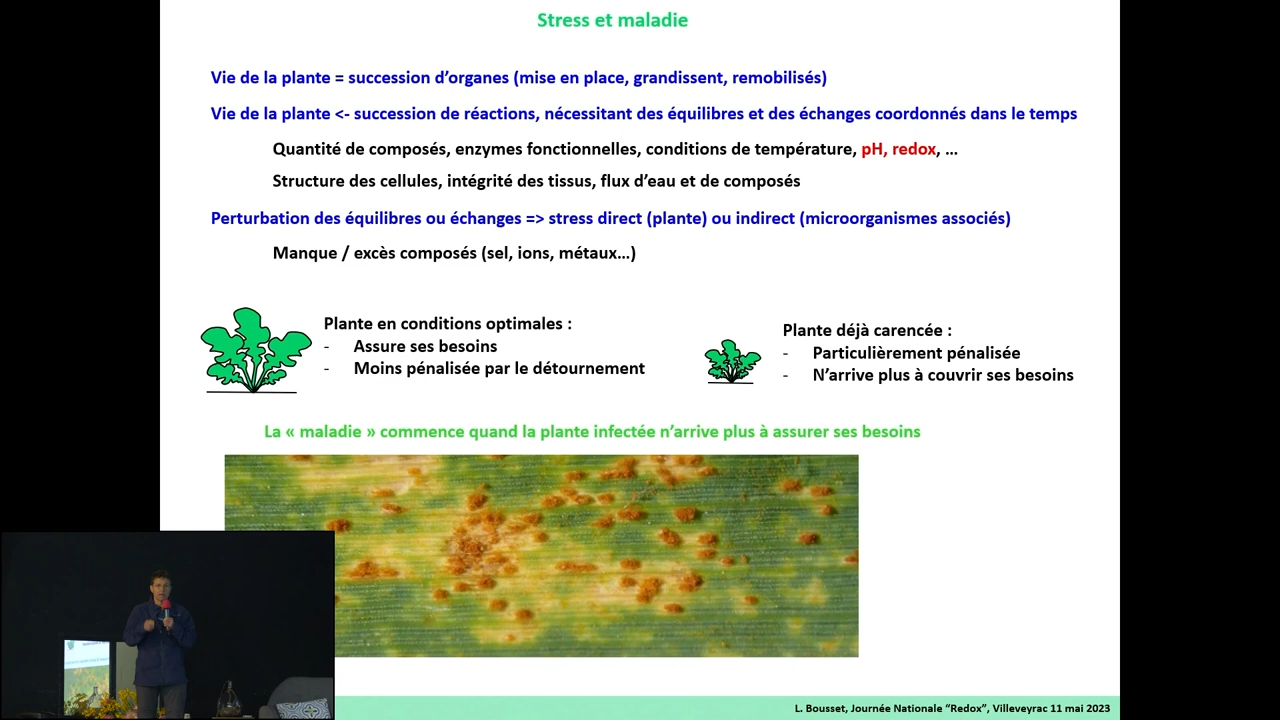 Stress et maladie
Vie de la plante = succession d’organes (mise en place, grandissent, remobilisés)
Vie de la plante <- succession de réactions, nécessitant des équilibres et des échanges coordonnés dans le temps
Quantité de composés, enzymes fonctionnelles, conditions de température, pH, redox, ...
Structure des cellules, intégrité des tissus, flux d’eau et de composés
Perturbation des équilibres ou échanges => stress direct (plante) ou indirect (microorganismes associés)
Manque / excès composés (sel, ions, métaux...)
Plante en conditions optimales :
- Assure ses besoins
- Moins pénalisée par le détournement
Plante déjà carencée :
- Particulièrement pénalisée
- N’arrive plus à couvrir ses besoins
La « maladie » commence quand la plante infectée n’arrive plus à assurer ses besoins
L. Bousset, Journée Nationale “Redox”, Villeveyrac 11 mai 2023